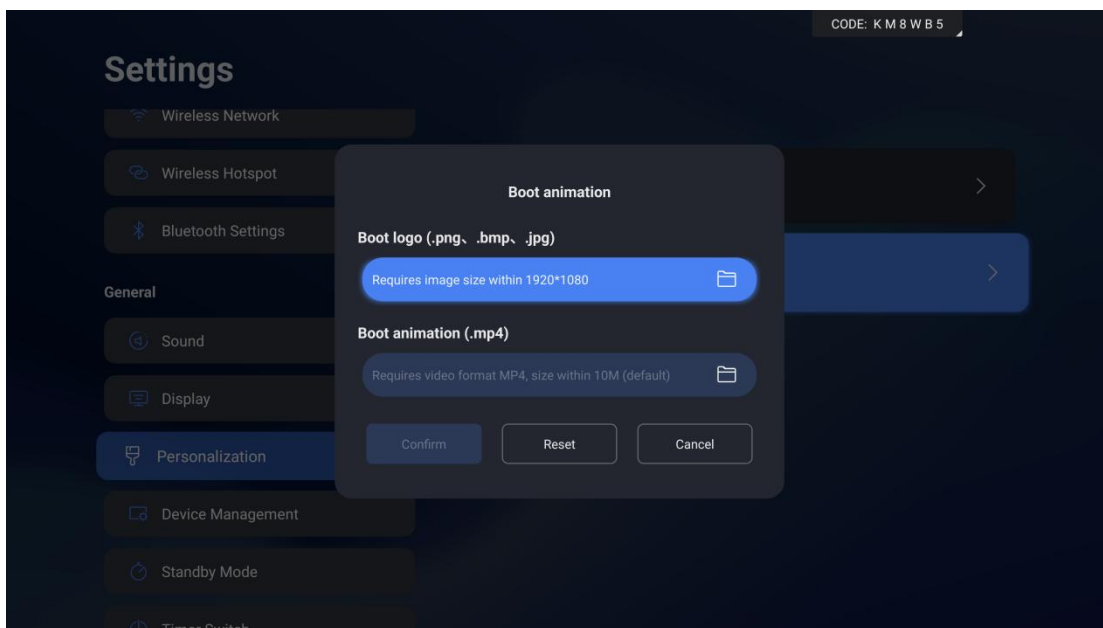 CODE: K M 8 W B 5
Settings
Wireless Network
Wireless Hotspot
Bluetooth Settings
General
Sound
Display
Personalization
Device Management
Standby Mode
Timer Switch
Boot animation
Boot logo (.png、.bmp、.jpg)
Requires image size within 1920*1080
Boot animation (.mp4)
Requires video format MP4, size within 10M (default)
Confirm
Reset
Cancel